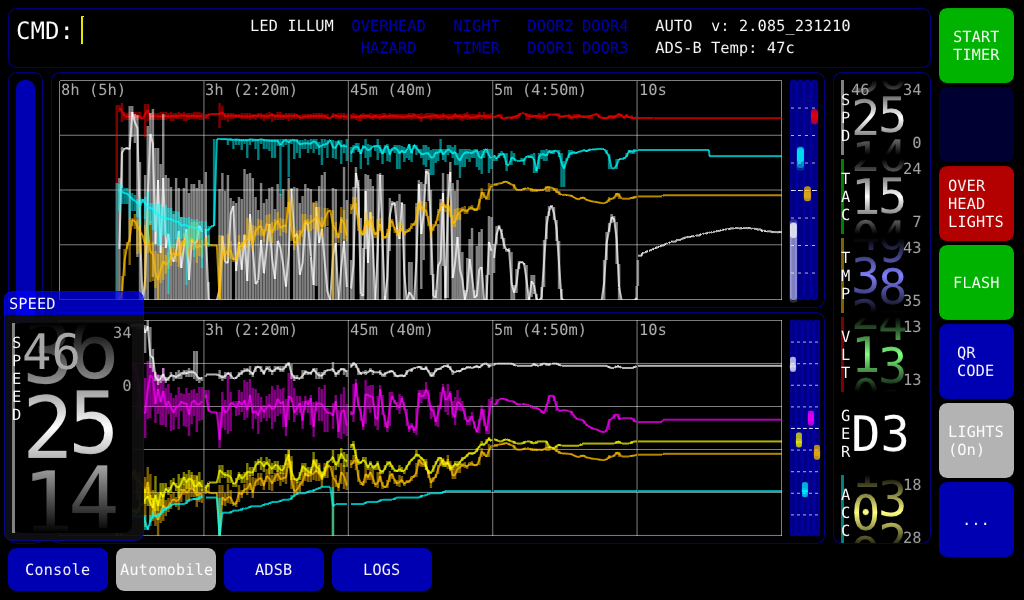 CMD:
LED ILLUM OVERHEAD NIGHT DOOR2 DOOR4 AUTO v: 2.085_231210
HAZARD TIMER DOOR1 DOOR3 ADS-B Temp: 47c
START
TIMER
OVER
HEAD
LIGHTS
FLASH
QR
CODE
LIGHTS
(On)
...
8h (5h) 3h (2:20m) 45m (40m) 5m (4:50m) 10s
3h (2:20m) 45m (40m) 5m (4:50m) 10s
SPD 46 25 34 0
TAC 15 24 7
TMP 38 43 35
VLT 13 13 13
GER D3
ACC 03 18 28
SPEED
SPEED 46 34
0
25
14
Console Automobile ADSB LOGS